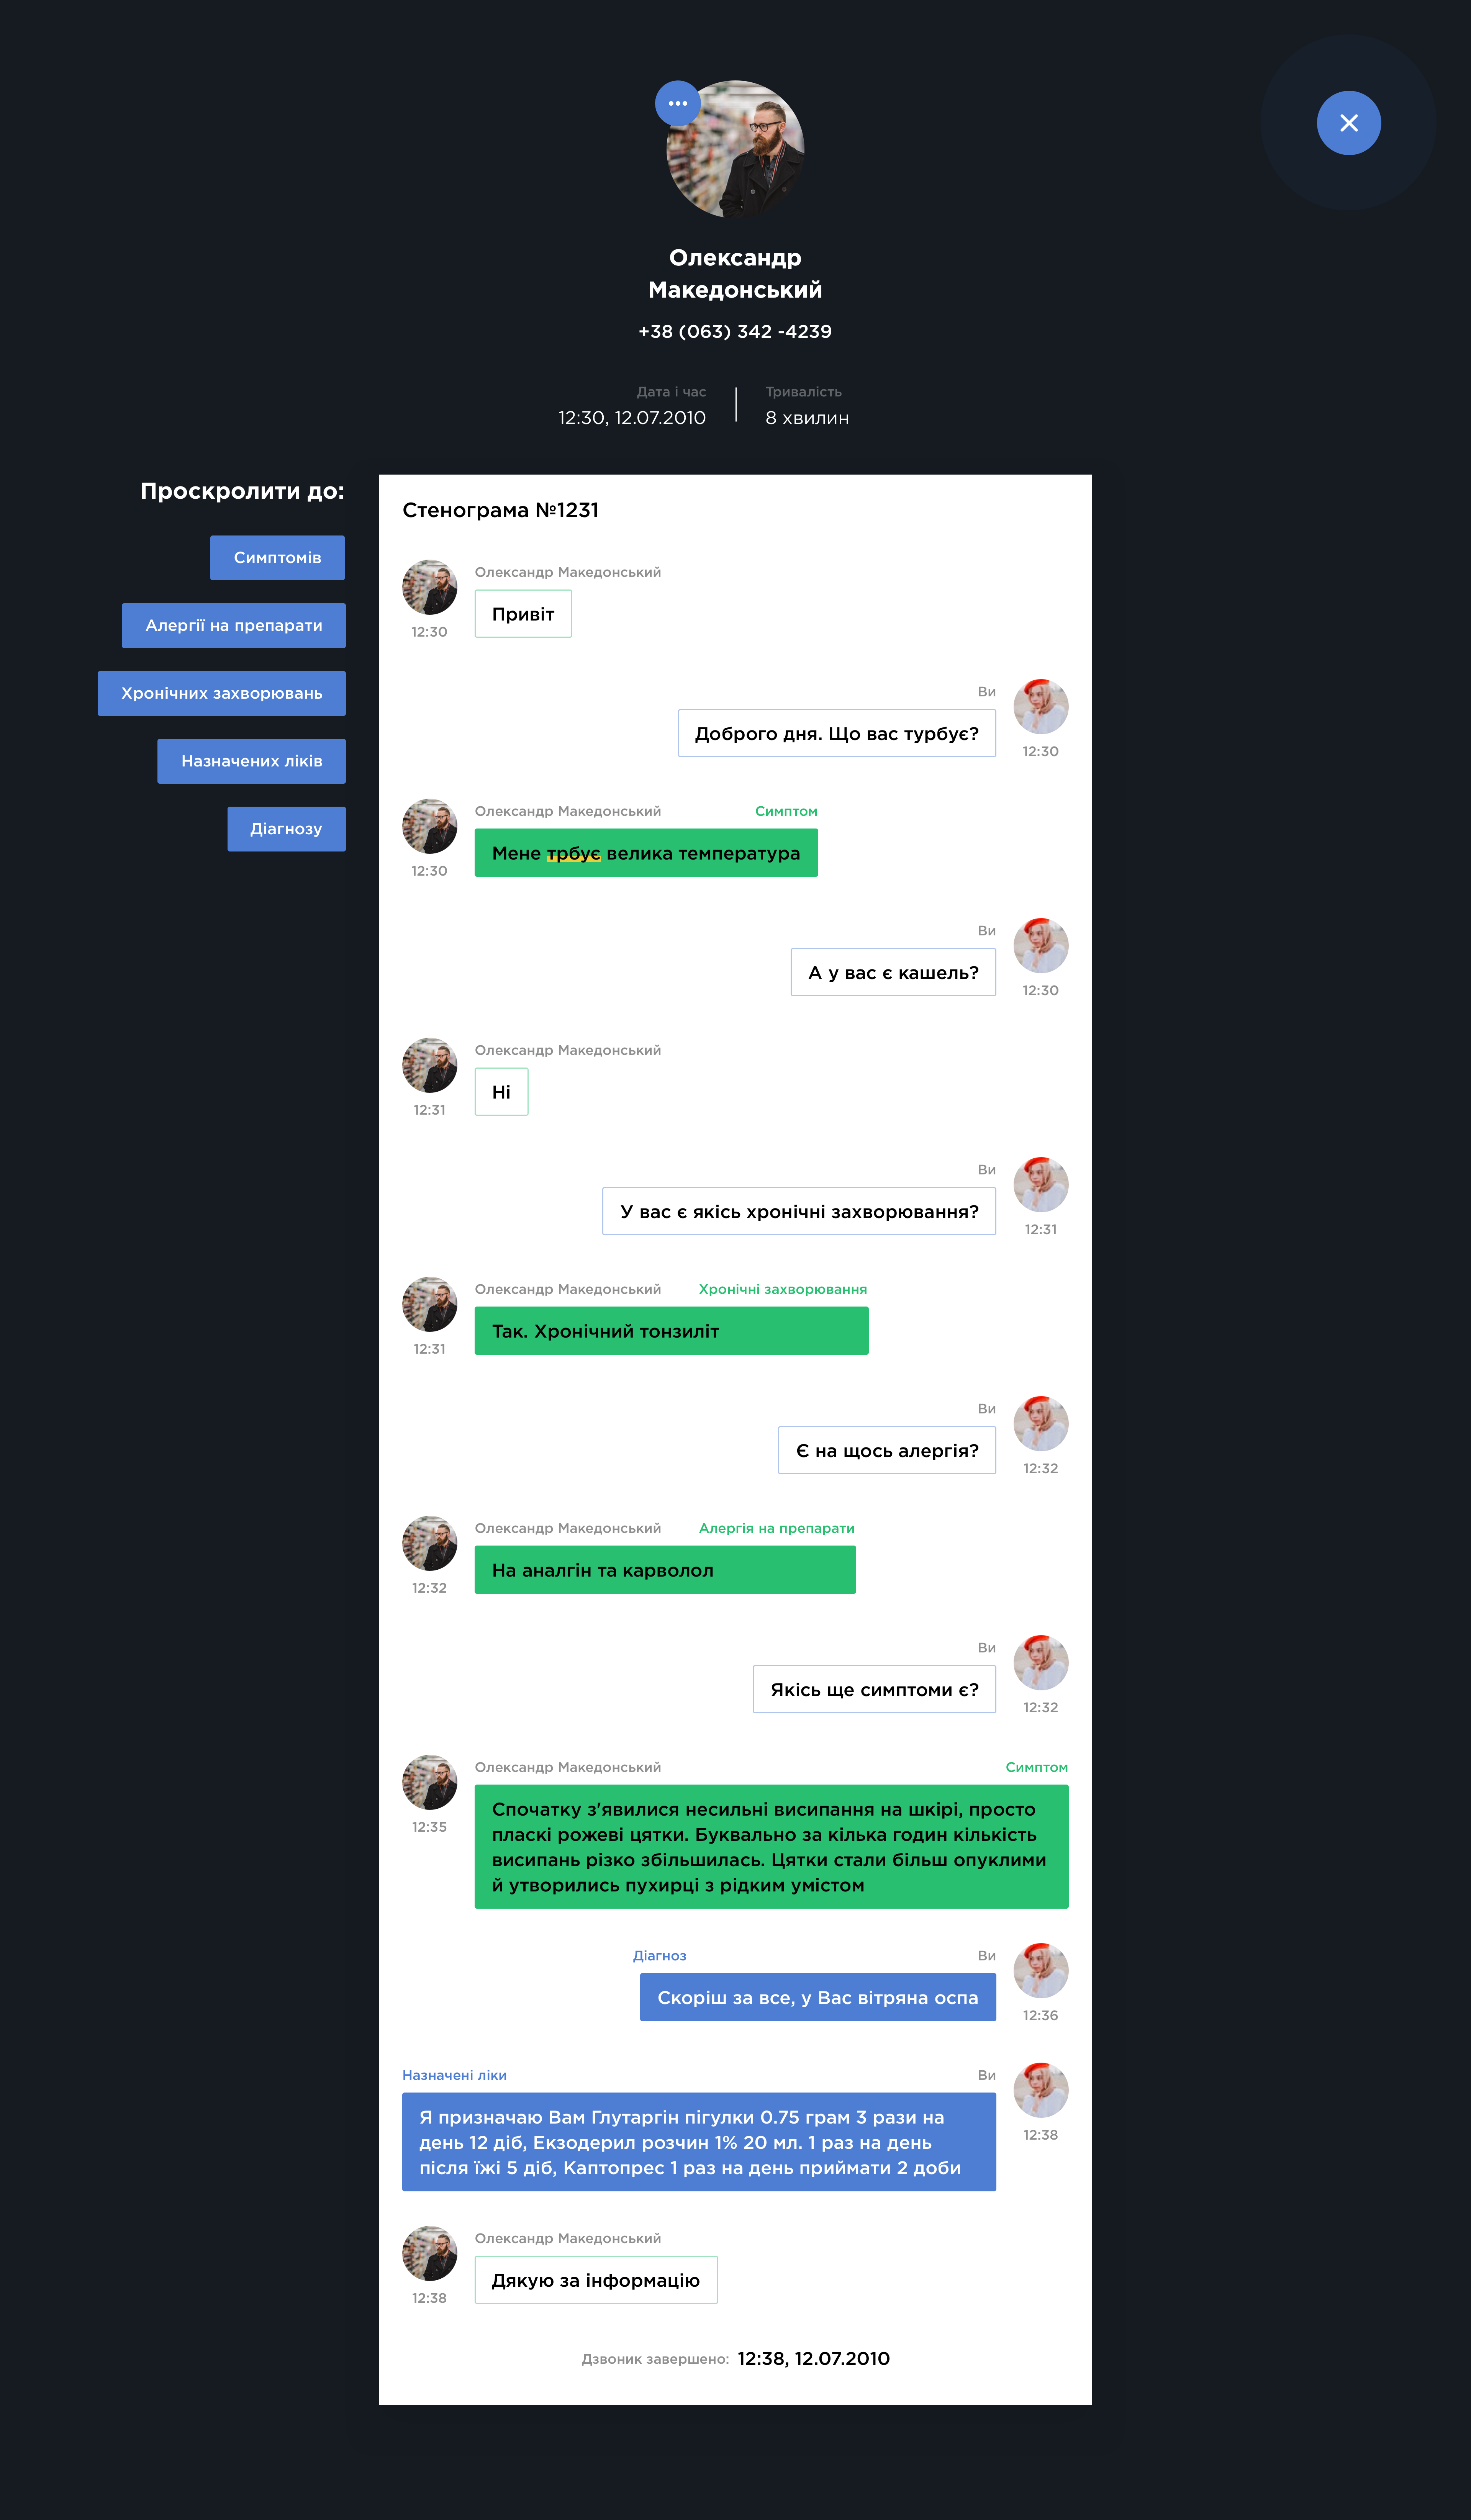 Олександр
Македонський
+38 (063) 342 -4239
Дата і час
12:30, 12.07.2010
Тривалість
8 хвилин
Проскролити до:
Симптомів
Алергії на препарати
Хронічних захворювань
Назначених ліків
Діагнозу
Стенограма №1231
Олександр Македонський
Привіт
12:30
Ви
Доброго дня. Що вас турбує?
12:30
Олександр Македонський Симптом
Мене трбує велика температура
12:30
Ви
А у вас є кашель?
12:30
Олександр Македонський
Ні
12:31
Ви
У вас є якісь хронічні захворювання?
12:31
Олександр Македонський Хронічні захворювання
Так. Хронічний тонзиліт
12:31
Ви
Є на щось алергія?
12:32
Олександр Македонський Алергія на препарати
На аналгін та карволол
12:32
Ви
Якісь ще симптоми є?
12:32
Олександр Македонський Симптом
Спочатку з'явилися несильні висипання на шкірі, просто
пласкі рожеві цятки. Буквально за кілька годин кількість
висипань різко збільшилась. Цятки стали більш опуклими
й утворились пухирці з рідким умістом
12:35
Діагноз Ви
Скоріш за все, у Вас вітряна оспа
12:36
Назначені ліки Ви
Я призначаю Вам Глутаргін пігулки 0.75 грам 3 рази на
день 12 діб, Екзодерил розчин 1% 20 мл. 1 раз на день
після їжі 5 діб, Каптопрес 1 раз на день приймати 2 доби
12:38
Олександр Македонський
Дякую за інформацію
12:38
Дзвоник завершено: 12:38, 12.07.2010